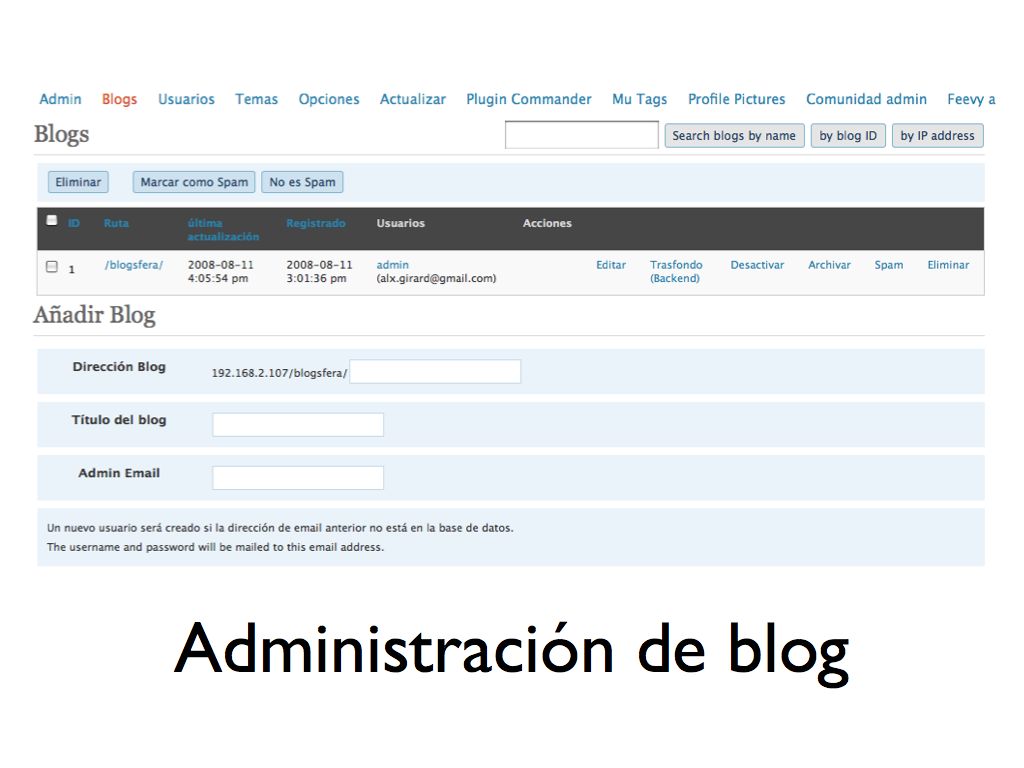 Admin Blogs Usuarios Temas Opciones Actualizar Plugin Commander Mu Tags Profile Pictures Comunidad admin Feevy a
Blogs Search blogs by name by blog ID by IP address
Eliminar Marcar como Spam No es Spam
ID Ruta última actualización Registrado Usuarios Acciones
1 /blogsfera/ 2008-08-11 4:05:54 pm 2008-08-11 3:01:36 pm admin (alx.girard@gmail.com) Editar Trasfondo (Backend) Desactivar Archivar Spam Eliminar
Añadir Blog
Dirección Blog 192.168.2.107/blogsfera/
Título del blog
Admin Email
Un nuevo usuario será creado si la dirección de email anterior no está en la base de datos.
The username and password will be mailed to this email address.
Administración de blog